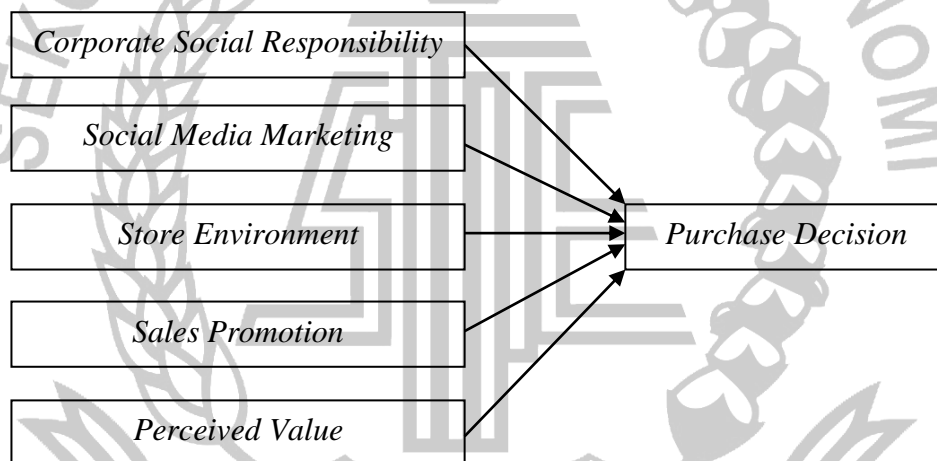 Corporate Social Responsibility
Social Media Marketing
Store Environment
Purchase Decision
Sales Promotion
Perceived Value